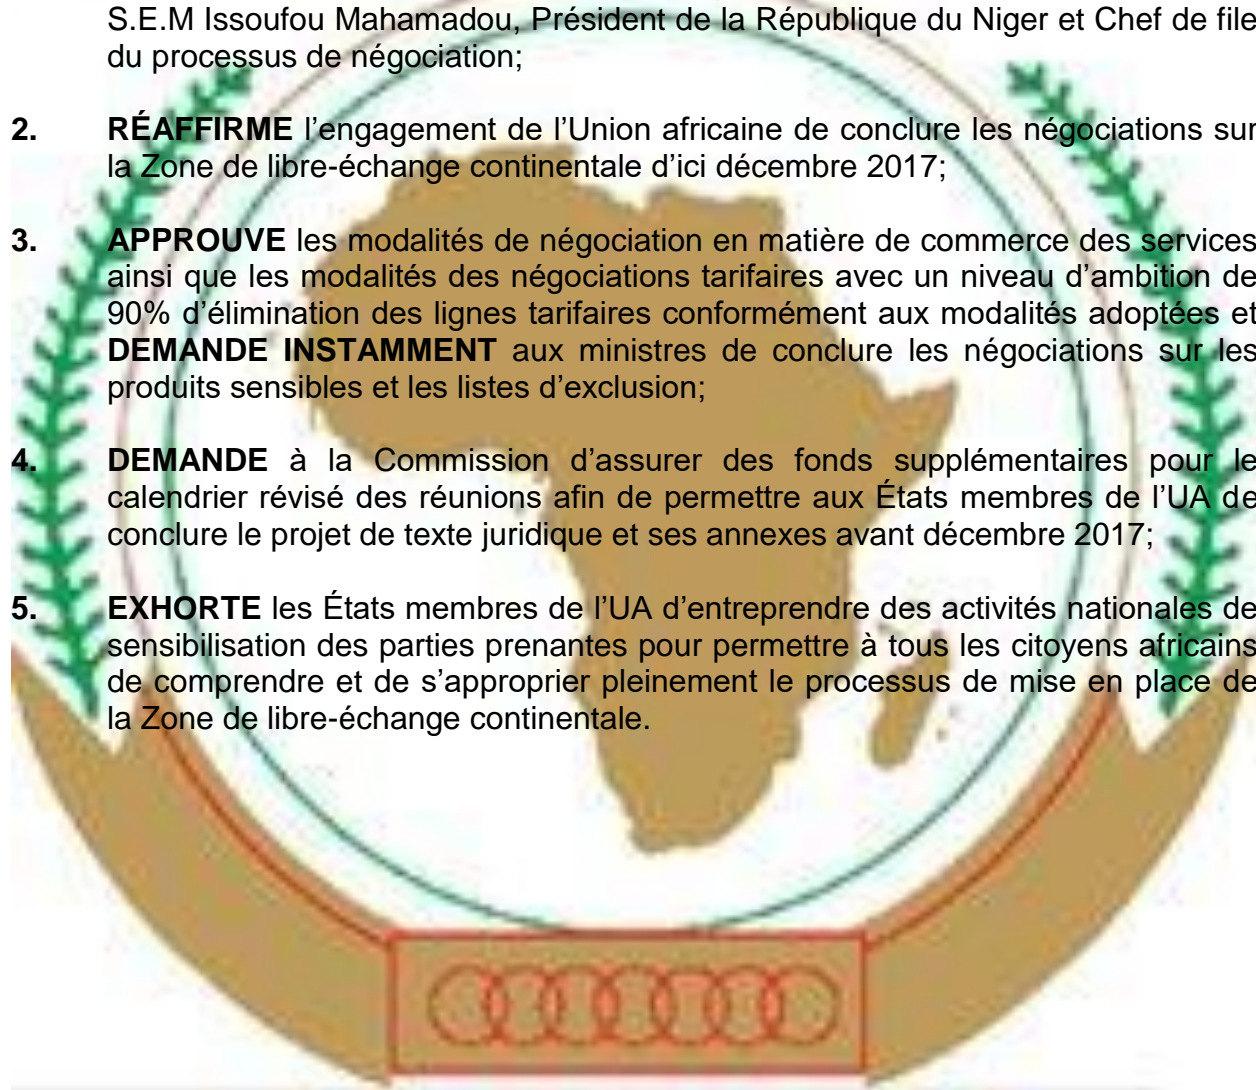 S.E.M Issoufou Mahamadou, Président de la République du Niger et Chef de file
du processus de négociation;
2. RÉAFFIRME l’engagement de l’Union africaine de conclure les négociations sur
la Zone de libre-échange continentale d’ici décembre 2017;
3. APPROUVE les modalités de négociation en matière de commerce des services
ainsi que les modalités des négociations tarifaires avec un niveau d’ambition de
90% d’élimination des lignes tarifaires conformément aux modalités adoptées et
DEMANDE INSTAMMENT aux ministres de conclure les négociations sur les
produits sensibles et les listes d’exclusion;
4. DEMANDE à la Commission d’assurer des fonds supplémentaires pour le
calendrier révisé des réunions afin de permettre aux États membres de l’UA de
conclure le projet de texte juridique et ses annexes avant décembre 2017;
5. EXHORTE les États membres de l’UA d’entreprendre des activités nationales de
sensibilisation des parties prenantes pour permettre à tous les citoyens africains
de comprendre et de s’approprier pleinement le processus de mise en place de
la Zone de libre-échange continentale.